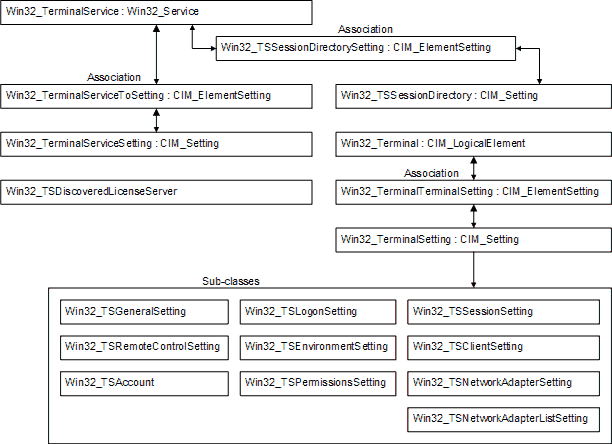 Win32_TerminalService : Win32_Service
Association
Win32_TSSessionDirectorySetting : CIM_ElementSetting
Association
Win32_TerminalServiceToSetting : CIM_ElementSetting
Win32_TSSessionDirectory : CIM_Setting
Win32_TerminalServiceSetting : CIM_Setting
Win32_Terminal : CIM_LogicalElement
Association
Win32_TSDiscoveredLicenseServer
Win32_TerminalTerminalSetting : CIM_ElementSetting
Win32_TerminalSetting : CIM_Setting
Sub-classes
Win32_TSGeneralSetting
Win32_TSLogonSetting
Win32_TSSessionSetting
Win32_TSRemoteControlSetting
Win32_TSEnvironmentSetting
Win32_TSClientSetting
Win32_TSAccount
Win32_TSPermissionsSetting
Win32_TSNetworkAdapterSetting
Win32_TSNetworkAdapterListSetting